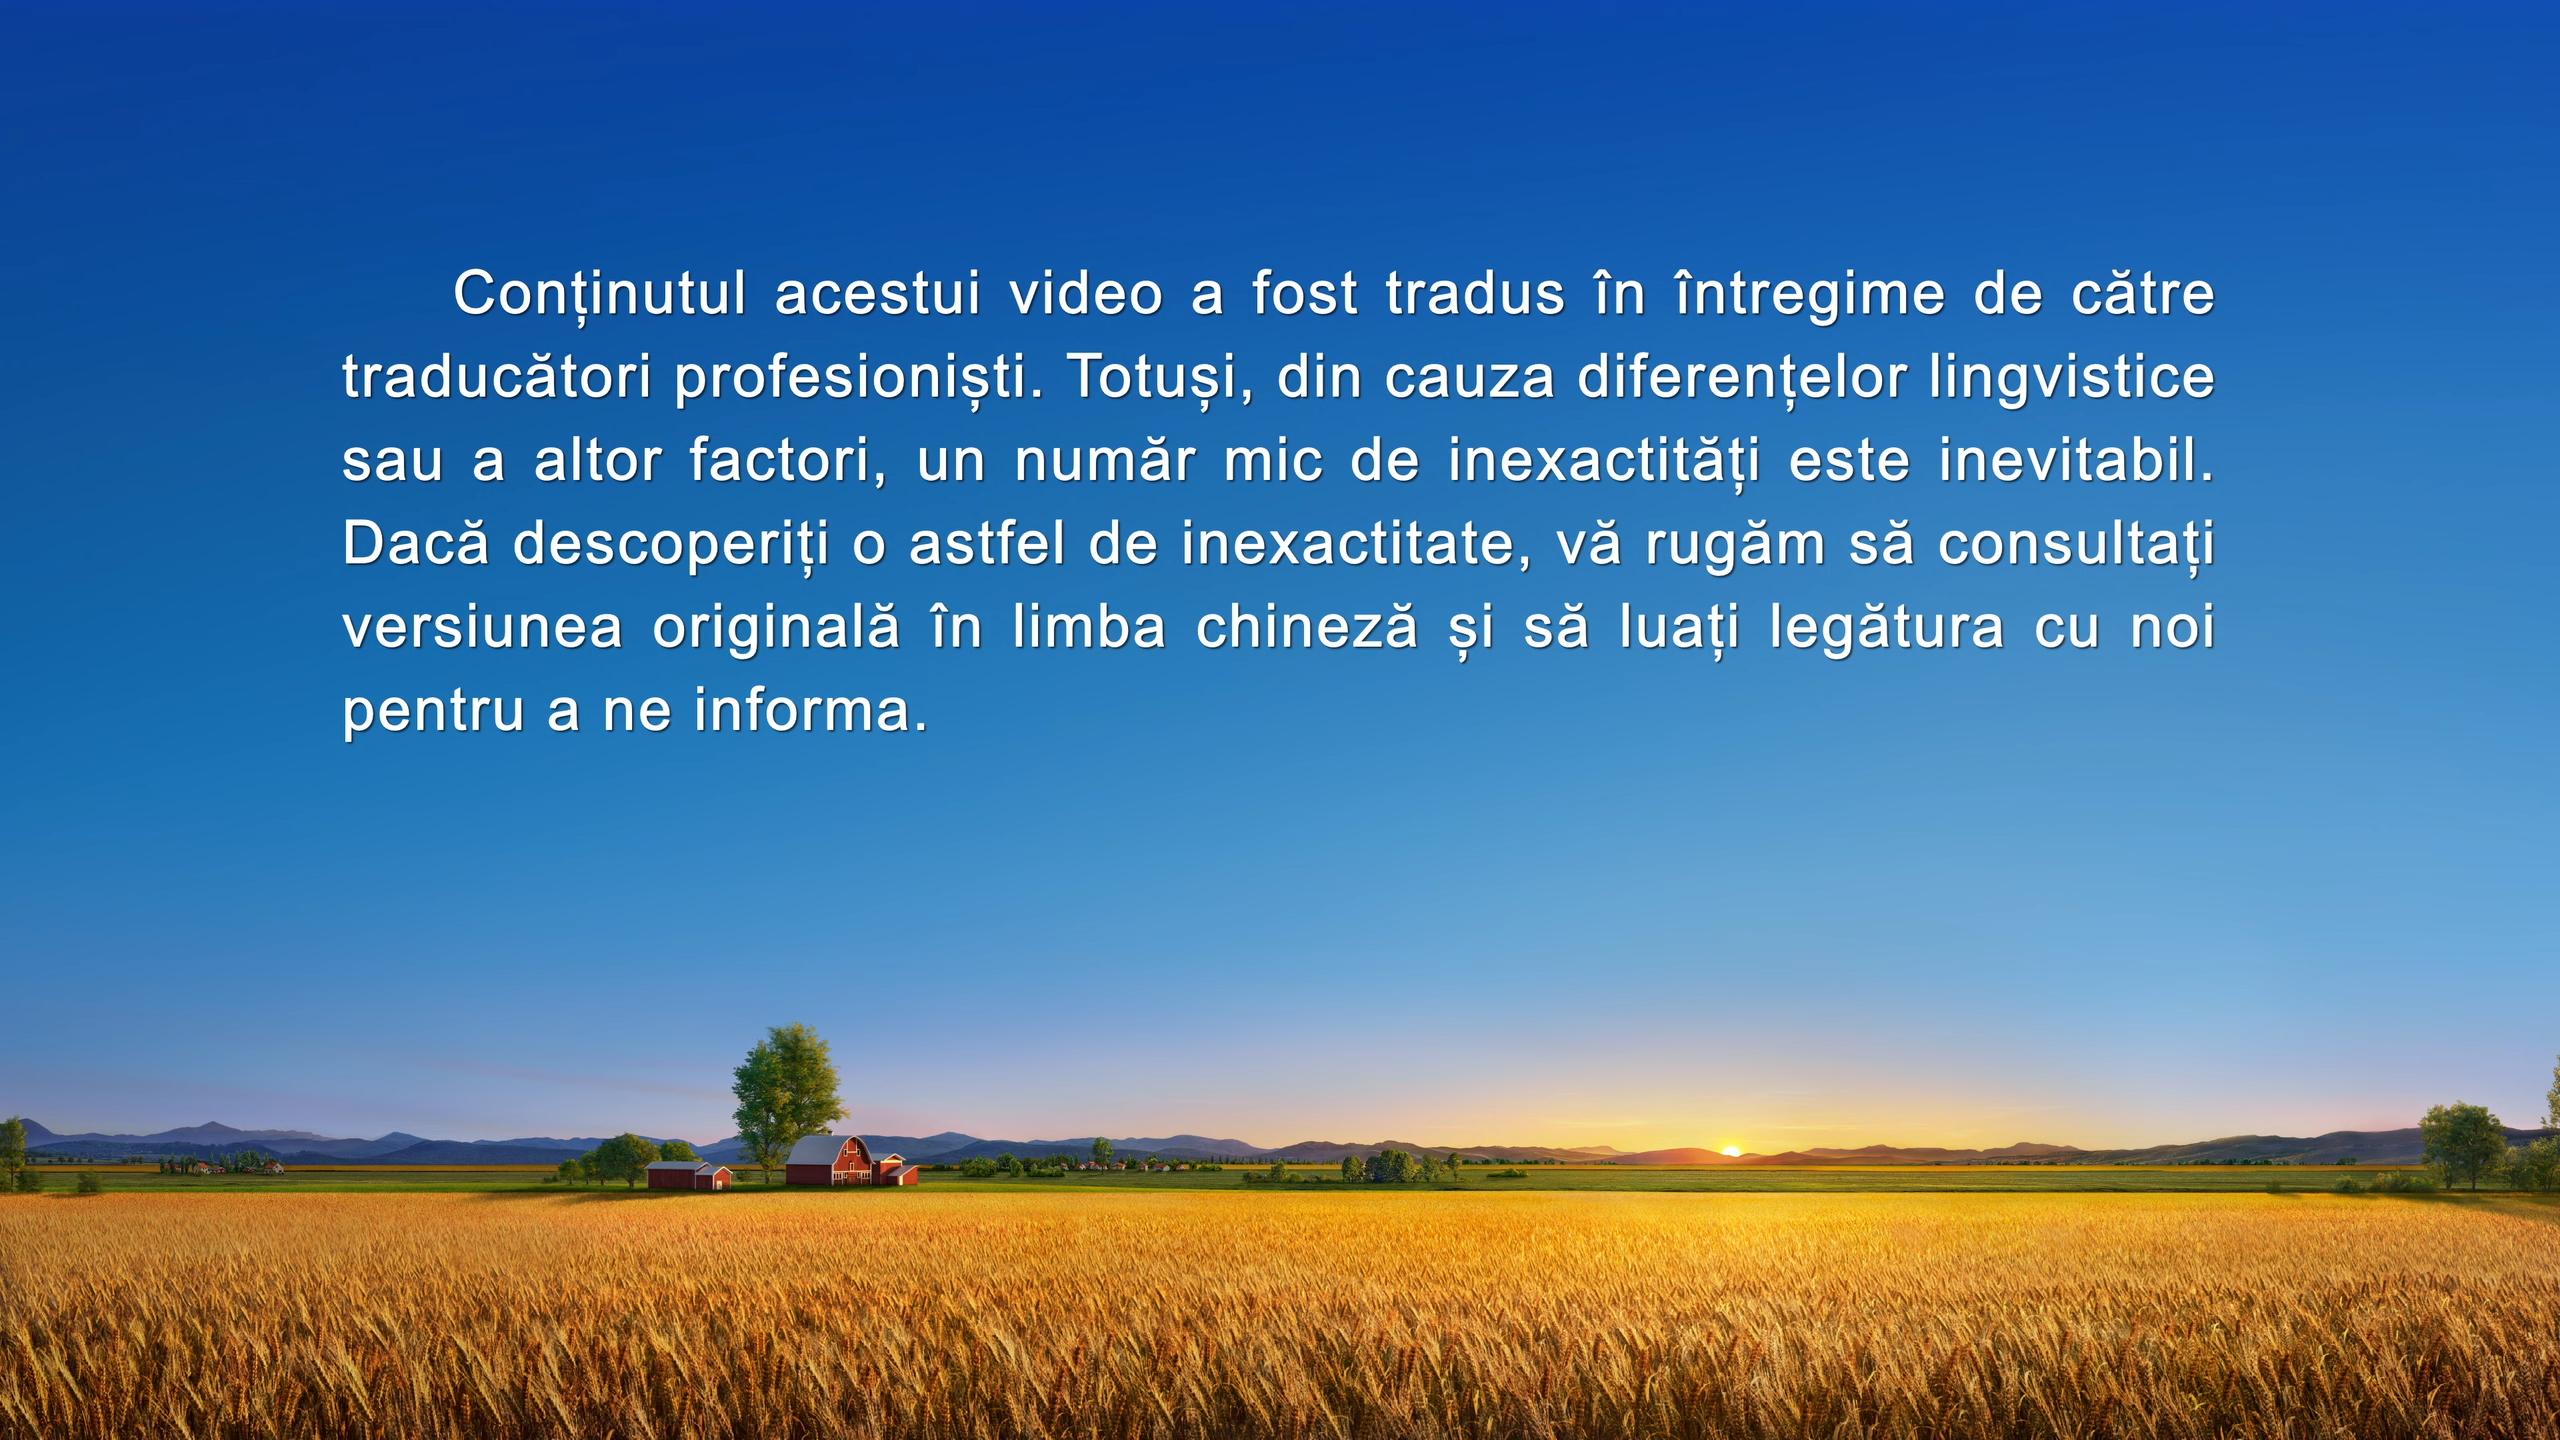 Conținutul acestui video a fost tradus în întregime de către
traducători profesioniști. Totuși, din cauza diferențelor lingvistice
sau a altor factori, un număr mic de inexactități este inevitabil.
Dacă descoperiți o astfel de inexactitate, vă rugăm să consultați
versiunea originală în limba chineză și să luați legătura cu noi
pentru a ne informa.